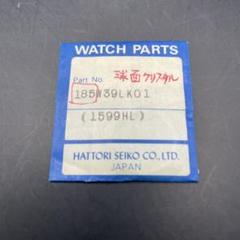 WATCH PARTS
Part No. 球面クリスタル
185W39LK01
(1599HL)
HATTORI SEIKO CO., LTD.
JAPAN